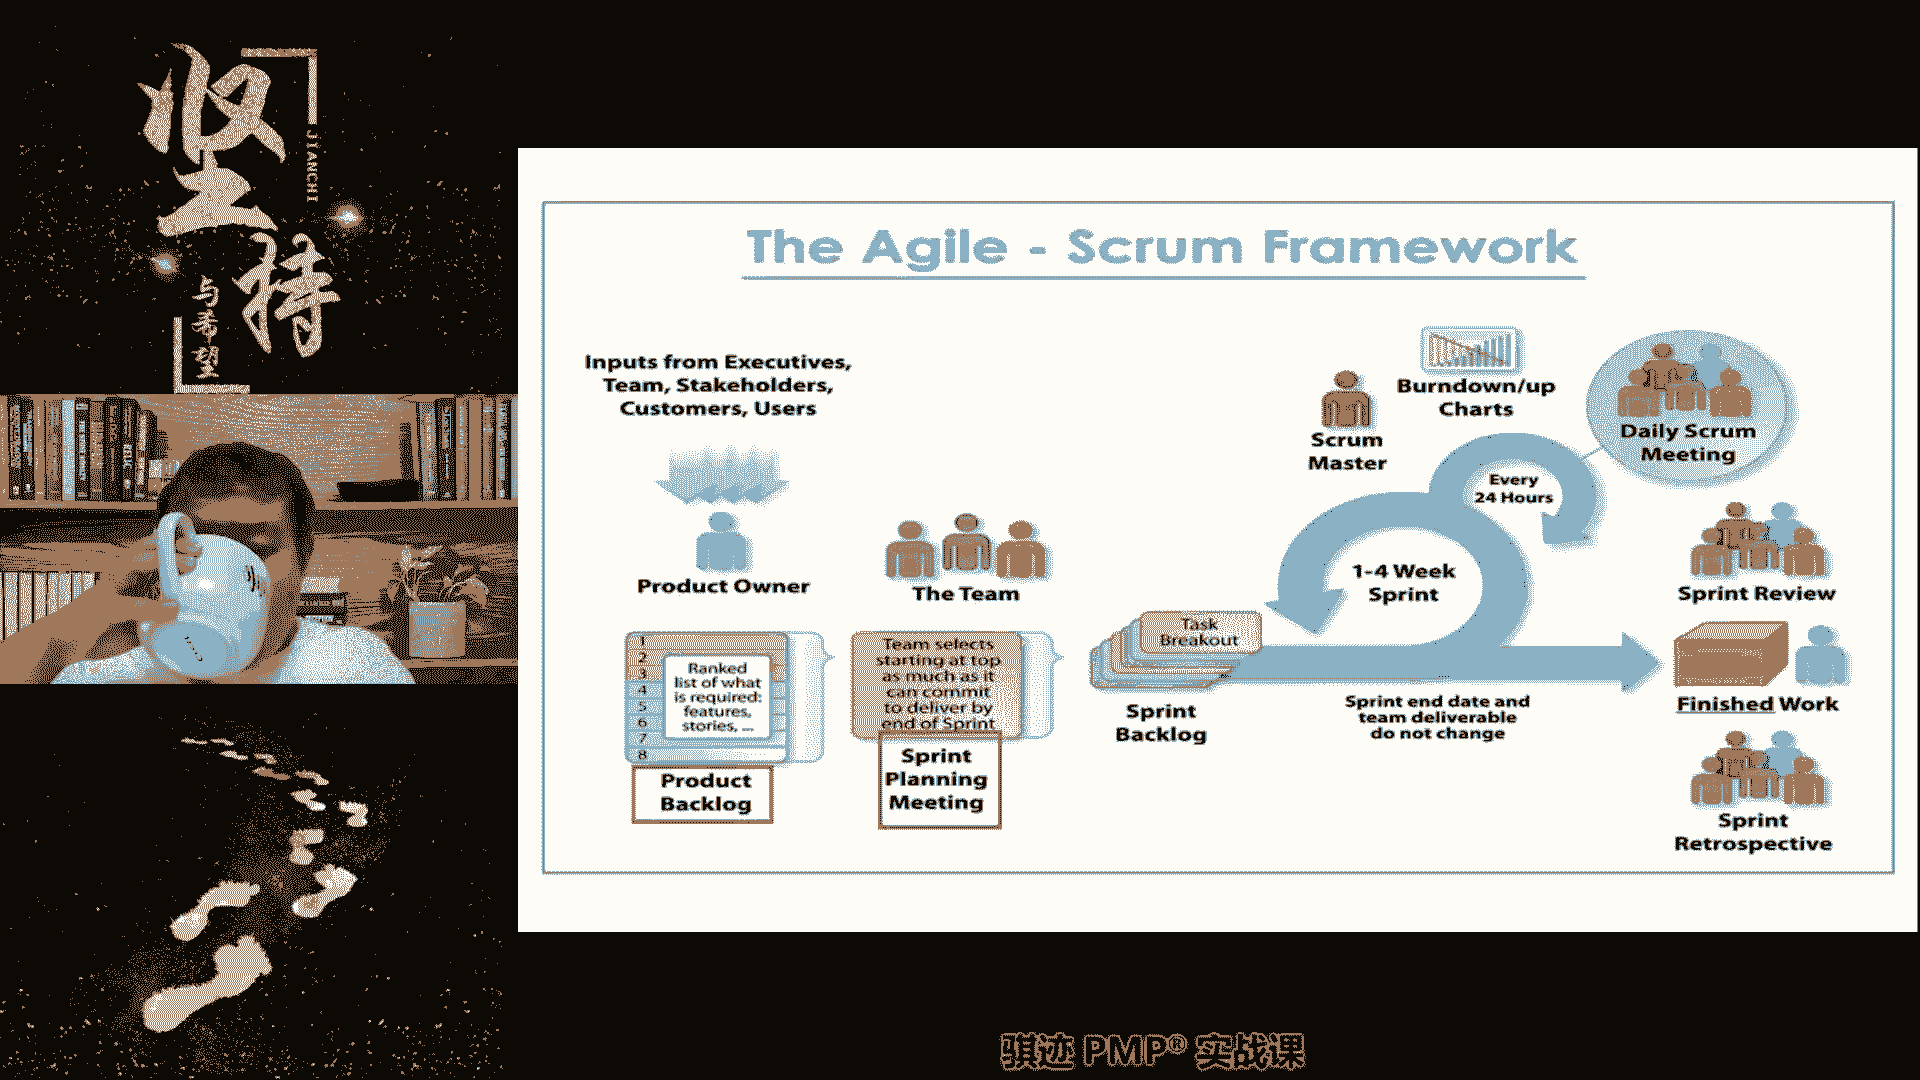 坚
持
JIANCHI
与希望
The Agile - Scrum Framework
Inputs from Executives,
Team, Stakeholders,
Customers, Users
Product Owner
The Team
1
2
3
4
5
6
7
8
Ranked
list of what
is required:
features,
stories, ...
Product
Backlog
Team selects
starting at top
as much as it
can commit
to deliver by
end of Sprint
Sprint
Planning
Meeting
Task
Breakout
Sprint
Backlog
Scrum
Master
Burndown/up
Charts
Daily Scrum
Meeting
Every
24 Hours
1-4 Week
Sprint
Sprint end date and
team deliverable
do not change
Sprint Review
Finished Work
Sprint
Retrospective
骐迹 PMP® 实战课